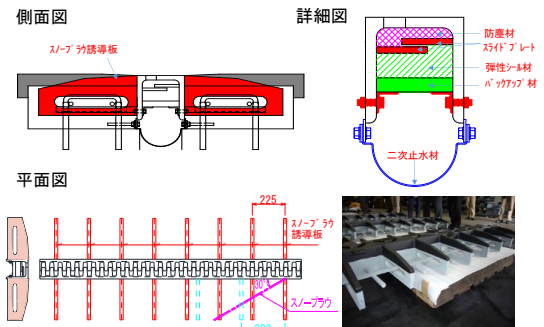 側面図
スノープラウ誘導板
詳細図
防塵材
スライドプレート
弾性シール材
バックアップ材
二次止水材
平面図
225
スノープラウ
誘導板
30°
スノープラウ